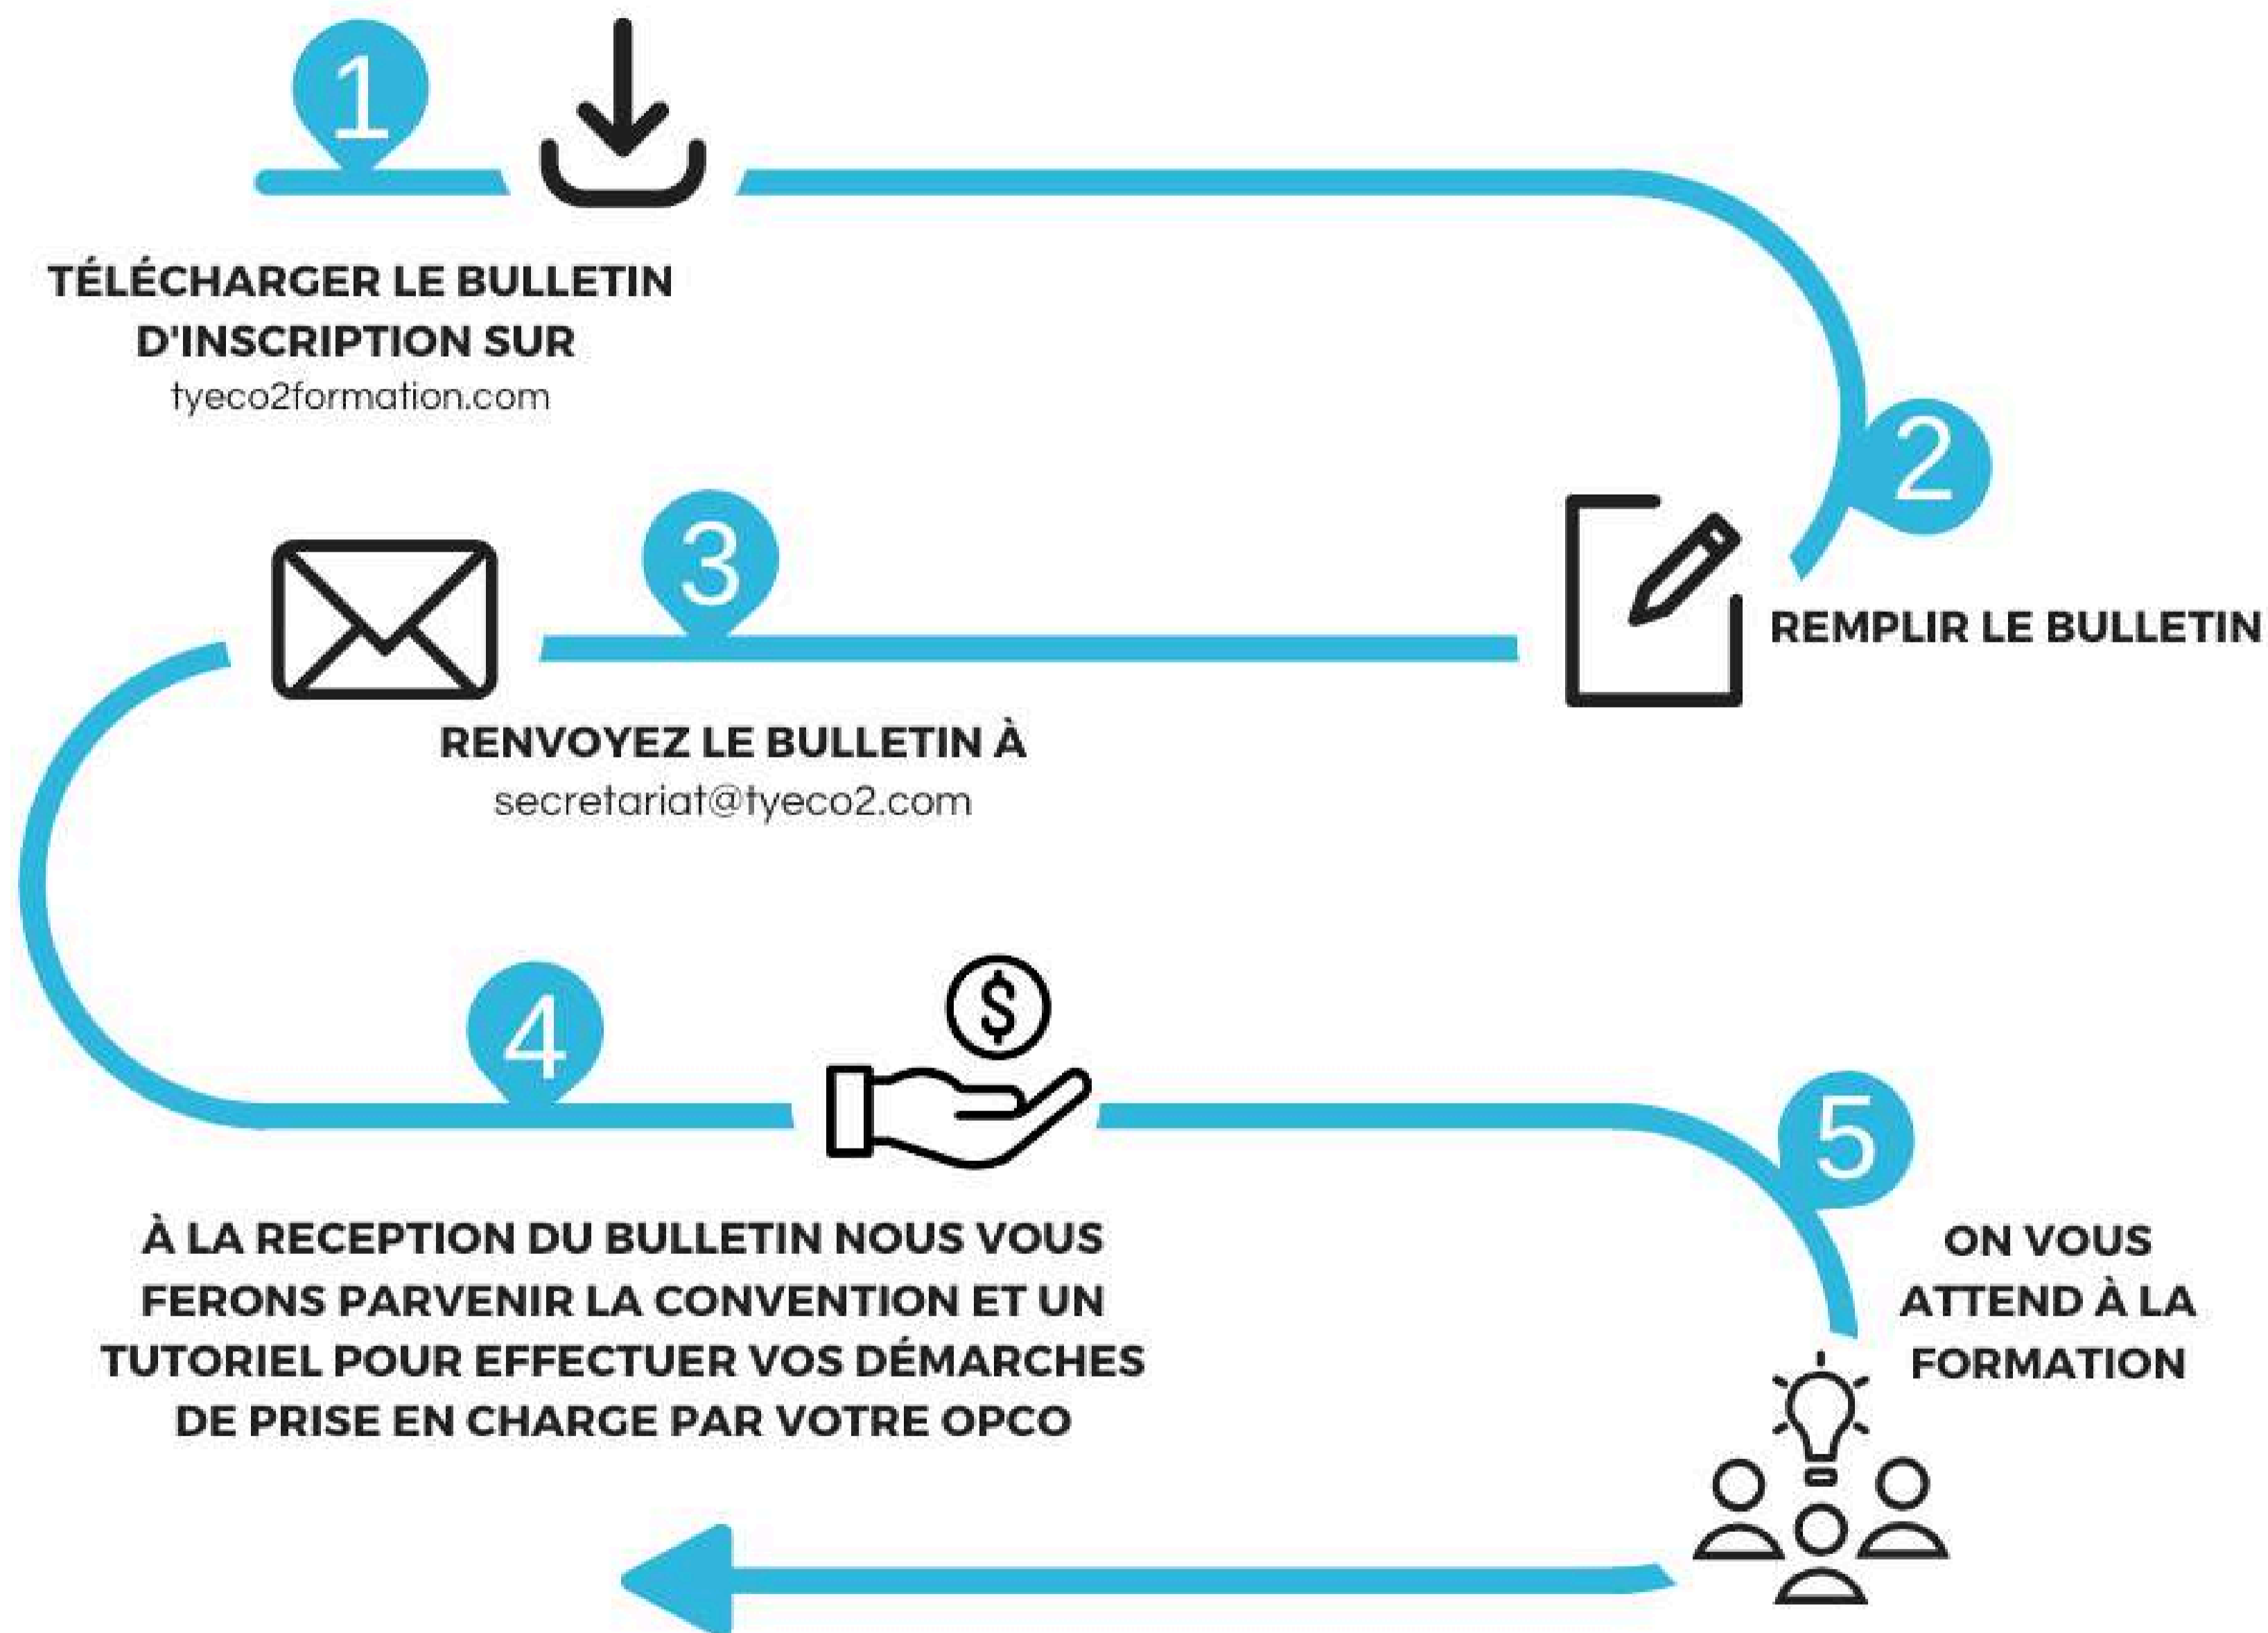 1
TÉLÉCHARGER LE BULLETIN
D'INSCRIPTION SUR
tyeco2formation.com
2
REMPLIR LE BULLETIN
3
RENVOYEZ LE BULLETIN À
secretariat@tyeco2.com
4
$
À LA RECEPTION DU BULLETIN NOUS VOUS
FERONS PARVENIR LA CONVENTION ET UN
TUTORIEL POUR EFFECTUER VOS DÉMARCHES
DE PRISE EN CHARGE PAR VOTRE OPCO
5
ON VOUS
ATTEND À LA
FORMATION